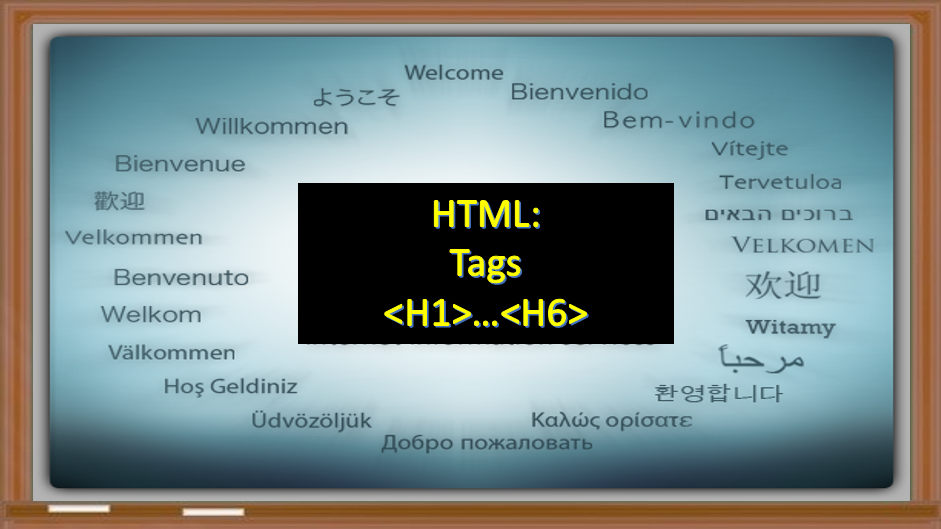 Welcome
ようこそ
Bienvenido
Willkommen
Bem-vindo
Bienvenue
Vítejte
Tervetuloa
歡迎
ברוכים הבאים
Velkommen
VELKOMEN
Benvenuto
欢迎
Welkom
Witamy
Välkommen
مرحباً
Hoş Geldiniz
환영합니다
Üdvözöljük
Καλώς ορίσατε
Добро пожаловать
HTML:
Tags
<H1>...<H6>